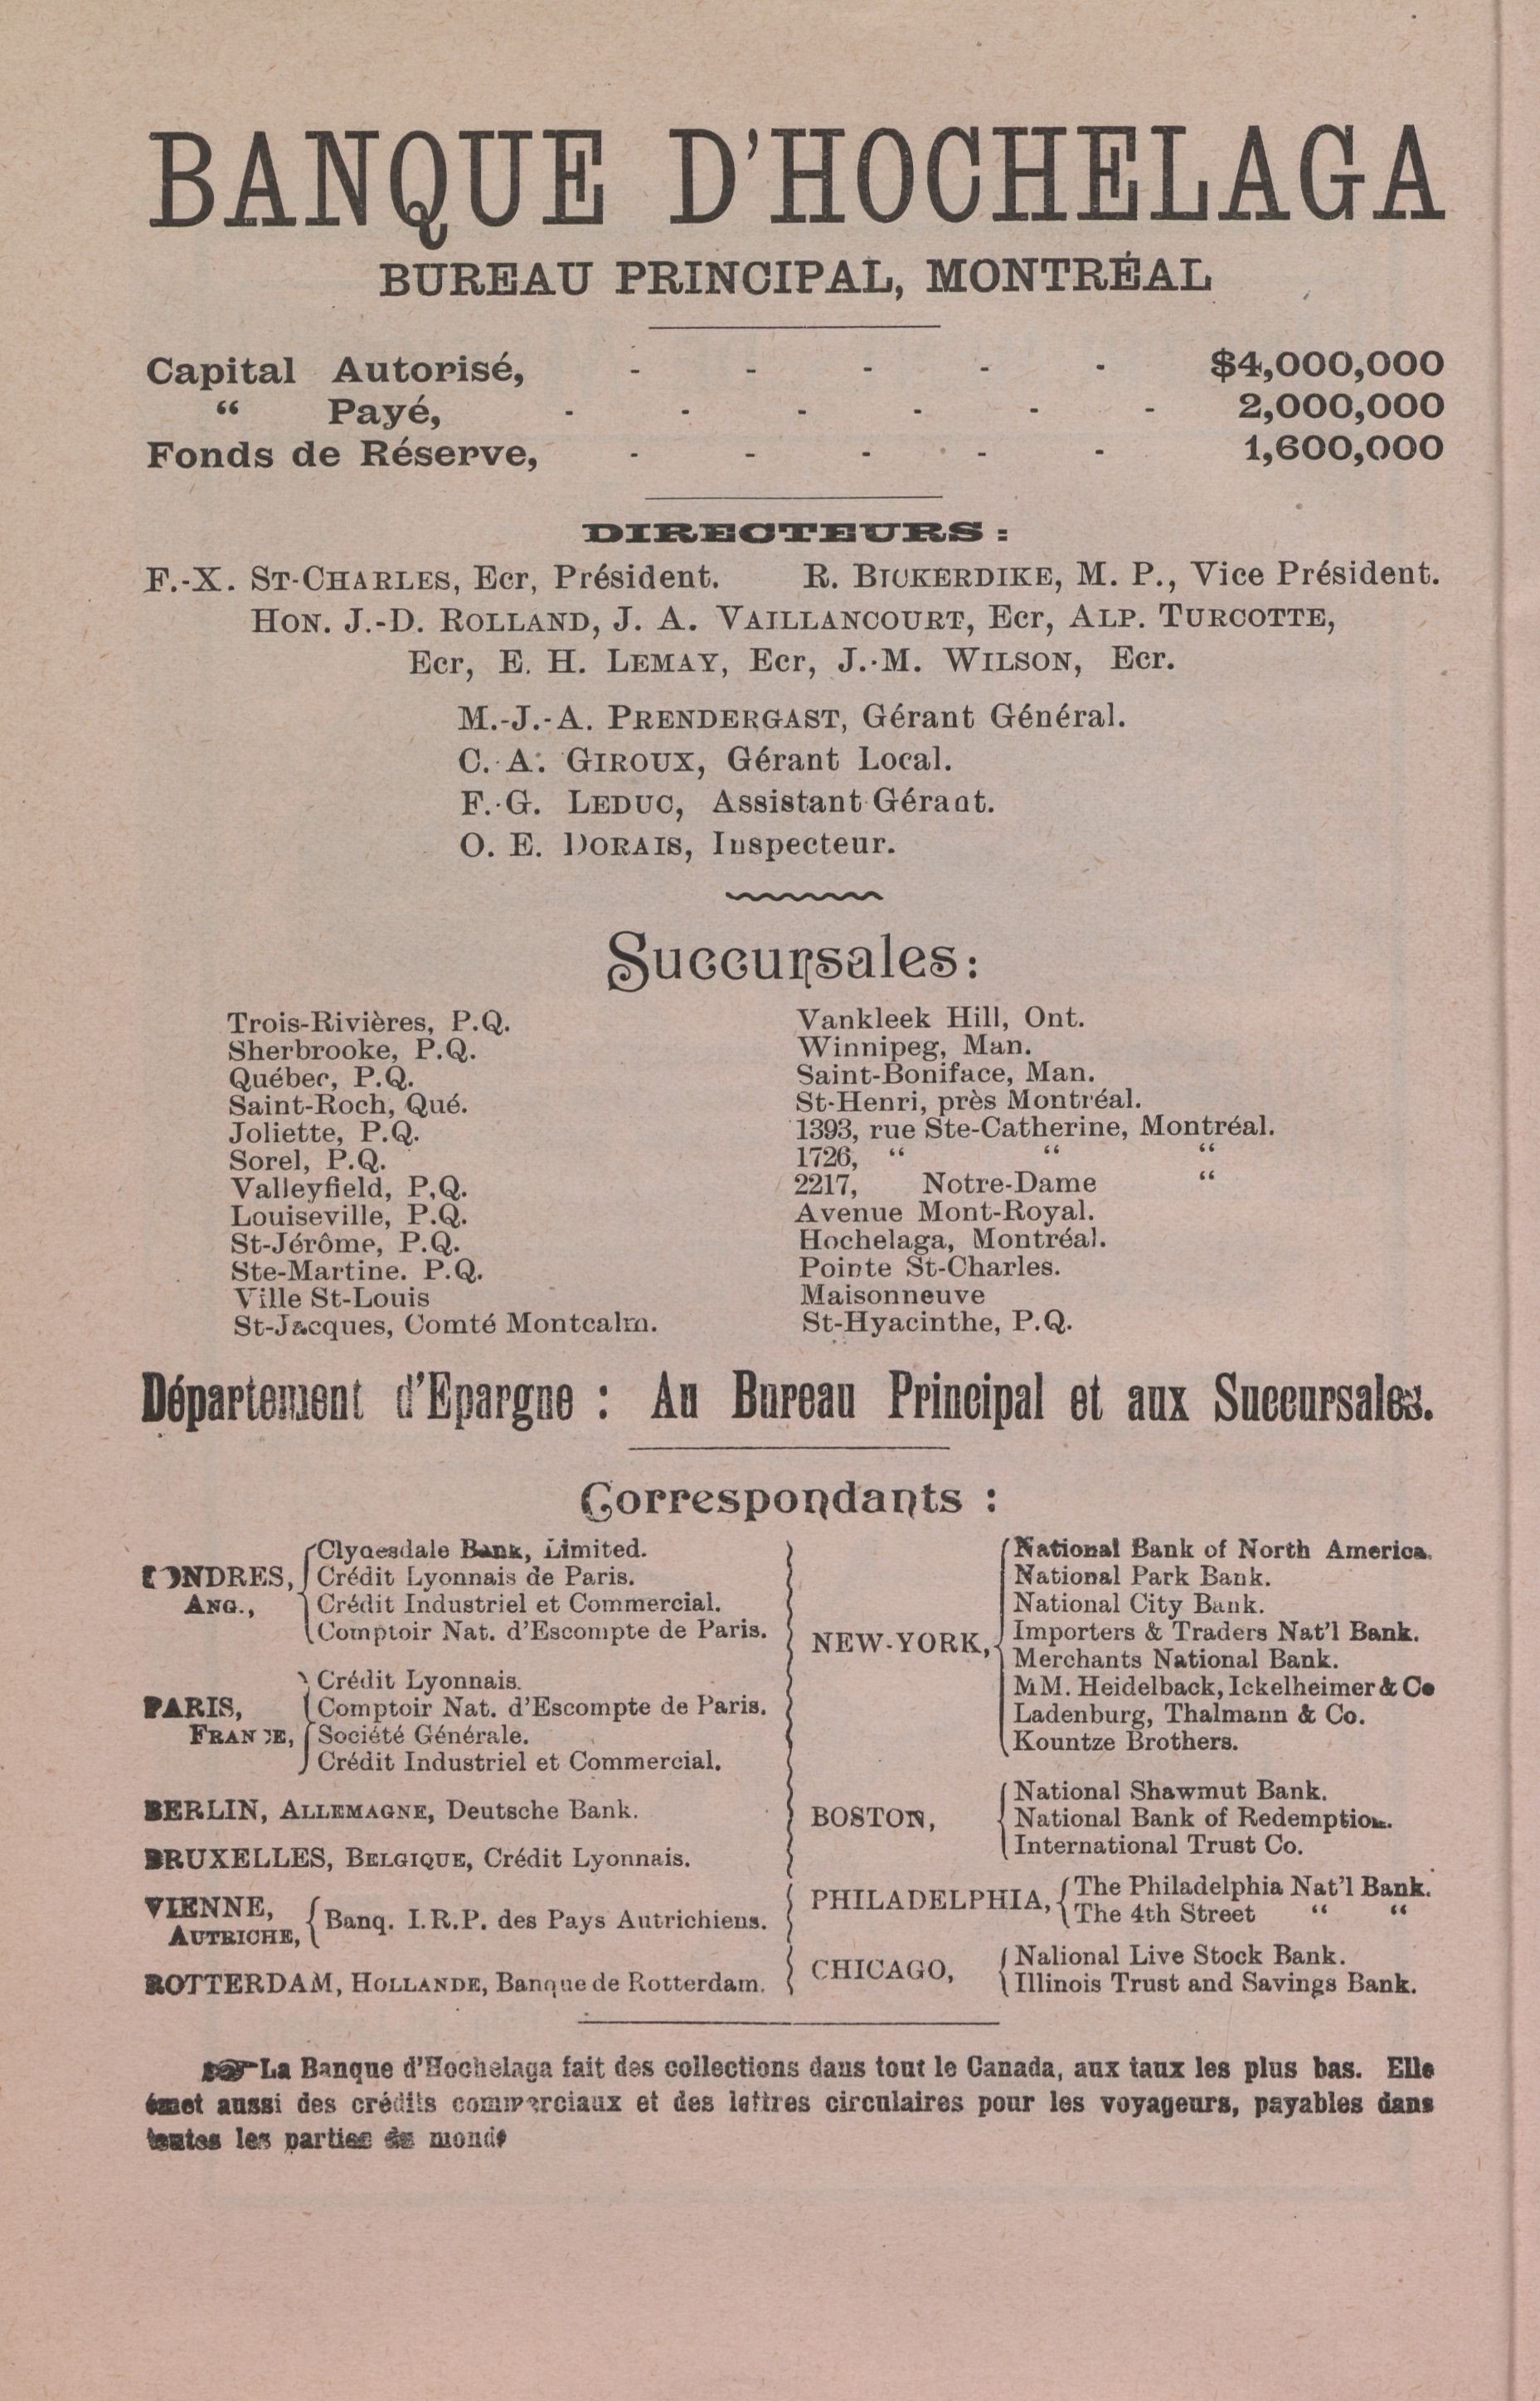 BANQUE D'HOCHELAGA
BUREAU PRINCIPAL, MONTRÉAL
Capital Autorisé, - - - - - $4,000,000
“ Payé, - - - - - - 2,000,000
Fonds de Réserve, - - - - - 1,600,000
DIRECTEURS :
F.-X. ST-CHARLES, Ecr, Président. R. BICKERDIKE, M. P., Vice Président.
HON. J.-D. ROLLAND, J. A. VAILLANCOURT, Ecr, ALP. TURCOTTE,
Ecr, E. H. LEMAY, Ecr, J.-M. WILSON, Ecr.
M.-J.-A. PRENDERGAST, Gérant Général.
C. A. GIROUX, Gérant Local.
F.-G. LEDUC, Assistant-Gérant.
O. E. DORAIS, Inspecteur.
Succursales:
Trois-Rivières, P.Q.
Sherbrooke, P.Q.
Québec, P.Q.
Saint-Roch, Qué.
Joliette, P.Q.
Sorel, P.Q.
Valleyfield, P.Q.
Louiseville, P.Q.
St-Jérôme, P.Q.
Ste-Martine. P.Q.
Ville St-Louis
St-Jacques, Comté Montcalm.
Vankleek Hill, Ont.
Winnipeg, Man.
Saint-Boniface, Man.
St-Henri, près Montréal.
1393, rue Ste-Catherine, Montréal.
1726, “ “ “
2217, Notre-Dame “
Avenue Mont-Royal.
Hochelaga, Montréal.
Pointe St-Charles.
Maisonneuve
St-Hyacinthe, P.Q.
Département d'Epargne : Au Bureau Principal et aux Succursales.
Correspondants :
LONDRES, ANG.,
Clydesdale Bank, Limited.
Crédit Lyonnais de Paris.
Crédit Industriel et Commercial.
Comptoir Nat. d'Escompte de Paris.
PARIS, FRANCE,
Crédit Lyonnais.
Comptoir Nat. d'Escompte de Paris.
Société Générale.
Crédit Industriel et Commercial.
BERLIN, ALLEMAGNE, Deutsche Bank.
BRUXELLES, BELGIQUE, Crédit Lyonnais.
VIENNE, AUTRICHE,
Banq. I.R.P. des Pays Autrichiens.
ROTTERDAM, HOLLANDE, Banque de Rotterdam.
NEW-YORK,
National Bank of North America.
National Park Bank.
National City Bank.
Importers & Traders Nat'l Bank.
Merchants National Bank.
MM. Heidelback, Ickelheimer & Co
Ladenburg, Thalmann & Co.
Kountze Brothers.
BOSTON,
National Shawmut Bank.
National Bank of Redemption.
International Trust Co.
PHILADELPHIA,
The Philadelphia Nat'l Bank.
The 4th Street “ “
CHICAGO,
Nalional Live Stock Bank.
Illinois Trust and Savings Bank.
La Banque d'Hochelaga fait des collections dans tout le Canada, aux taux les plus bas. Elle
émet aussi des crédits commerciaux et des lettres circulaires pour les voyageurs, payables dans
toutes les parties du monde